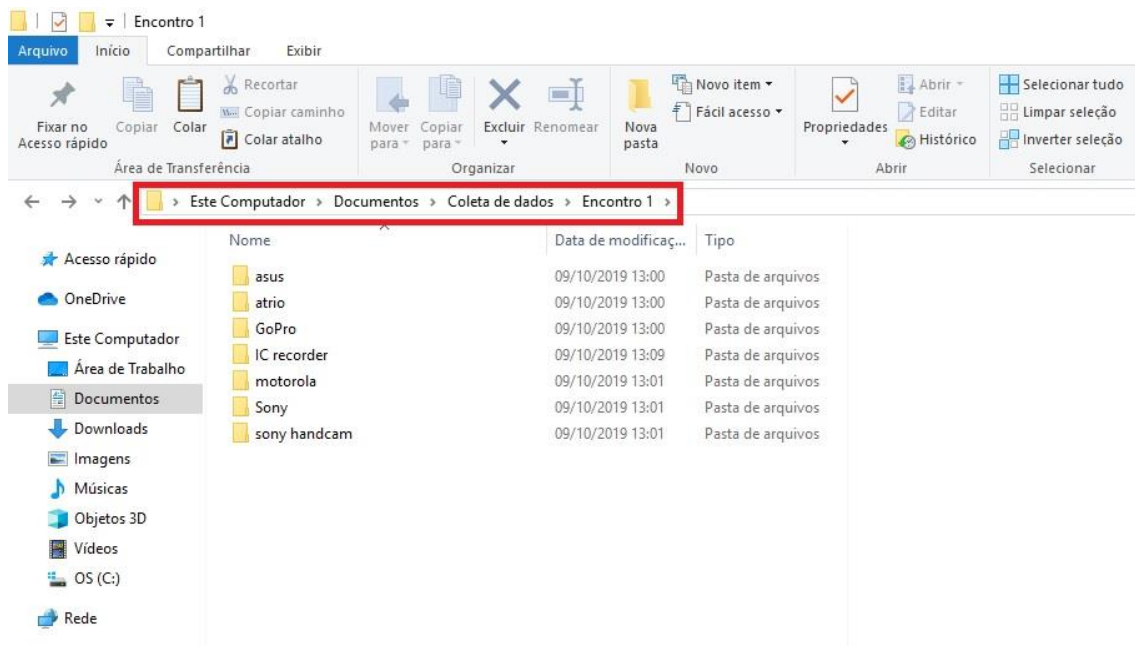 Encontro 1
Arquivo Início Compartilhar Exibir
Fixar no Acesso rápido
Copiar
Colar
Recortar
Copiar caminho
Colar atalho
Área de Transferência
Mover para
Copiar para
Excluir
Renomear
Organizar
Nova pasta
Novo item
Fácil acesso
Novo
Propriedades
Abrir
Editar
Histórico
Abrir
Selecionar tudo
Limpar seleção
Inverter seleção
Selecionar
Este Computador > Documentos > Coleta de dados > Encontro 1 >
Acesso rápido
OneDrive
Este Computador
Área de Trabalho
Documentos
Downloads
Imagens
Músicas
Objetos 3D
Vídeos
OS (C:)
Rede
Nome Data de modificaç... Tipo
asus 09/10/2019 13:00 Pasta de arquivos
atrio 09/10/2019 13:00 Pasta de arquivos
GoPro 09/10/2019 13:00 Pasta de arquivos
IC recorder 09/10/2019 13:09 Pasta de arquivos
motorola 09/10/2019 13:01 Pasta de arquivos
Sony 09/10/2019 13:01 Pasta de arquivos
sony handcam 09/10/2019 13:01 Pasta de arquivos